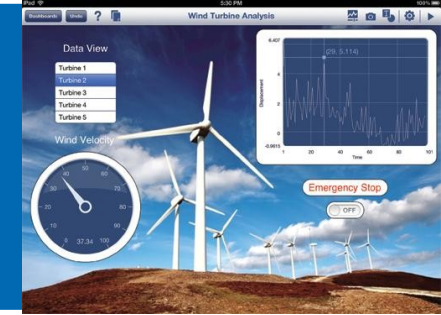 iPad
5:30 PM
100%
Dashboards
Undo
?
Wind Turbine Analysis
Data View
Turbine 1
Turbine 2
Turbine 3
Turbine 4
Turbine 5
Wind Velocity
0
10
20
30
40
50
60
70
80
90
100
37.34
6.407
4
2
0
-0.8615
Displacement
(29, 5.114)
1
20
40
60
80
101
Time
Emergency Stop
OFF